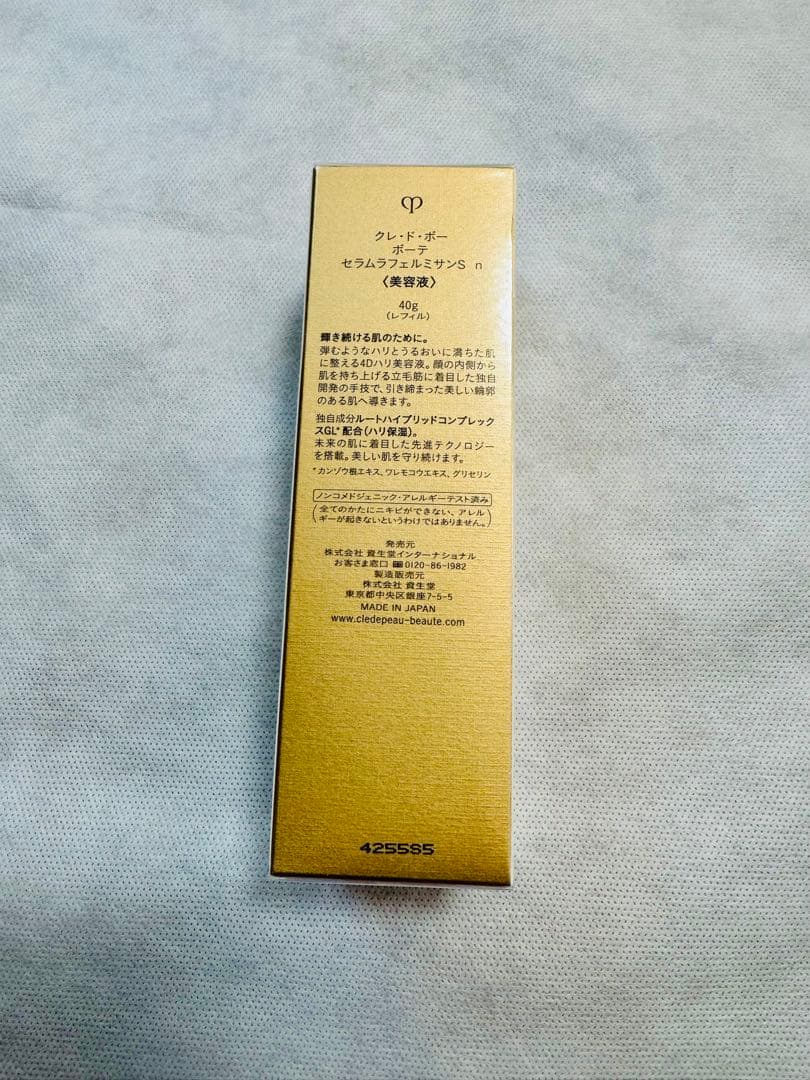 クレ・ド・ポー
ボーテ
セラムラフェルミサンS n
〈美容液〉
40g
(レフィル)
輝き続ける肌のために。
弾むようなハリとうるおいに満ちた肌
に整える4Dハリ美容液。顔の内側から
肌を持ち上げる立毛筋に着目した独自
開発の手技で、引き締まった美しい輪郭
のある肌へ導きます。
独自成分ルートハイブリッドコンプレック
スGL*配合(ハリ保湿)。
未来の肌に着目した先進テクノロジー
を搭載。美しい肌を守り続けます。
*カンゾウ根エキス、ワレモコウエキス、グリセリン
ノンコメドジェニック・アレルギーテスト済み
(全てのかたにニキビができない、アレル
ギーが起きないというわけではありません。)
発売元
株式会社 資生堂インターナショナル
お客さま窓口 0120-86-1982
製造販売元
株式会社 資生堂
東京都中央区銀座7-5-5
MADE IN JAPAN
www.cledepeau-beaute.com
4255S5